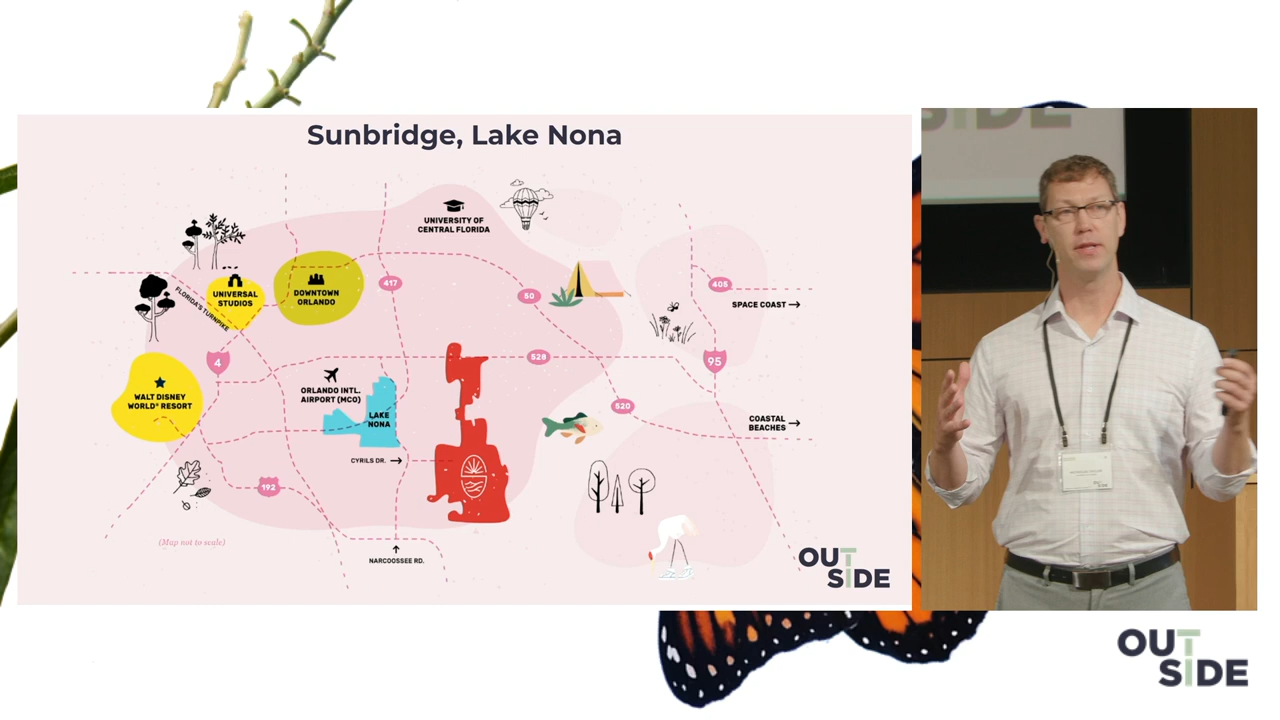 Sunbridge, Lake Nona
UNIVERSITY OF
CENTRAL FLORIDA
417
UNIVERSAL
STUDIOS
DOWNTOWN
ORLANDO
FLORIDA'S TURNPIKE
50
405
SPACE COAST →
4
528
95
WALT DISNEY
WORLD® RESORT
ORLANDO INTL.
AIRPORT (MCO)
LAKE
NONA
520
COASTAL
BEACHES →
CYRILS DR. →
192
(Map not to scale)
NARCOOSSEE RD.
OUT
SIDE
SIDE
OUT
SIDE